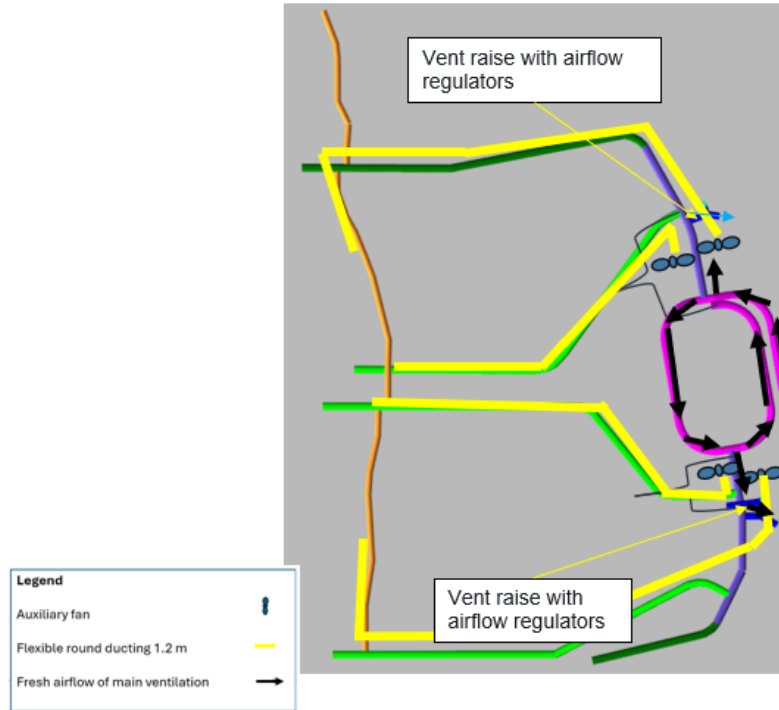 Vent raise with airflow
regulators
Vent raise with
airflow regulators
Legend
Auxiliary fan
Flexible round ducting 1.2 m
Fresh airflow of main ventilation